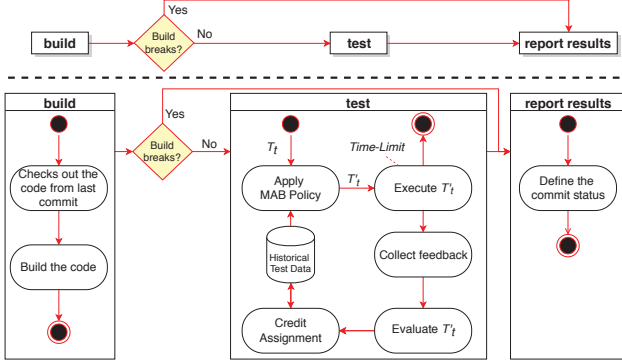 Yes
build
Build
breaks?
No
test
report results
build
test
report results
Yes
Build
breaks?
No
Checks out the
code from last
commit
Build the code
T_t
Time-Limit
Apply
MAB Policy
T'_t
Execute T'_t
Historical
Test Data
Collect feedback
Credit
Assignment
Evaluate T'_t
Define the
commit status